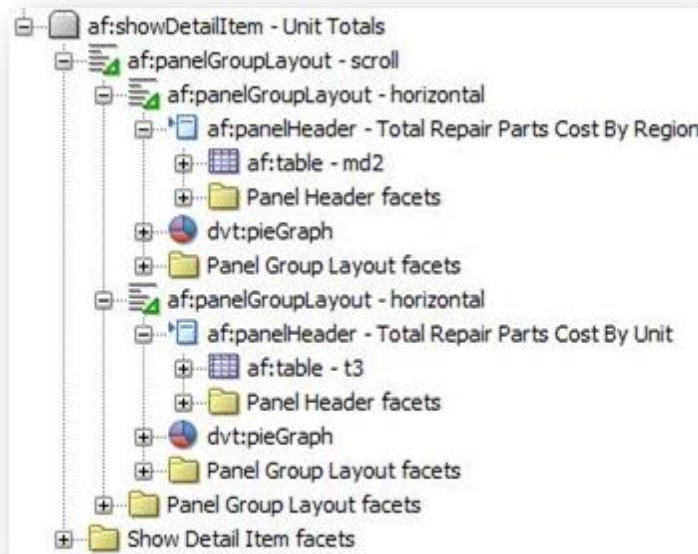 af:showDetailItem - Unit Totals
af:panelGroupLayout - scroll
af:panelGroupLayout - horizontal
af:panelHeader - Total Repair Parts Cost By Region
af:table - md2
Panel Header facets
dvt:pieGraph
Panel Group Layout facets
af:panelGroupLayout - horizontal
af:panelHeader - Total Repair Parts Cost By Unit
af:table - t3
Panel Header facets
dvt:pieGraph
Panel Group Layout facets
Panel Group Layout facets
Show Detail Item facets